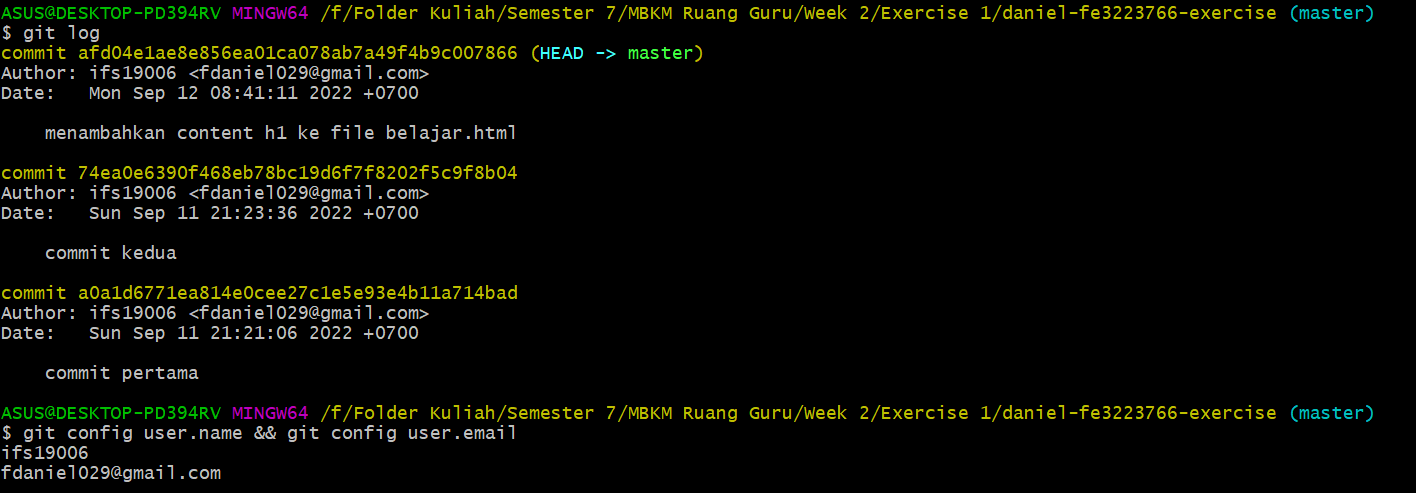 ASUS@DESKTOP-PD394RV MINGW64 /f/Folder Kuliah/Semester 7/MBKM Ruang Guru/Week 2/Exercise 1/daniel-fe3223766-exercise (master)
$ git log
commit afd04e1ae8e856ea01ca078ab7a49f4b9c007866 (HEAD -> master)
Author: ifs19006 <fdaniel029@gmail.com>
Date:   Mon Sep 12 08:41:11 2022 +0700
    menambahkan content h1 ke file belajar.html
commit 74ea0e6390f468eb78bc19d6f7f8202f5c9f8b04
Author: ifs19006 <fdaniel029@gmail.com>
Date:   Sun Sep 11 21:23:36 2022 +0700
    commit kedua
commit a0a1d6771ea814e0cee27c1e5e93e4b11a714bad
Author: ifs19006 <fdaniel029@gmail.com>
Date:   Sun Sep 11 21:21:06 2022 +0700
    commit pertama
ASUS@DESKTOP-PD394RV MINGW64 /f/Folder Kuliah/Semester 7/MBKM Ruang Guru/Week 2/Exercise 1/daniel-fe3223766-exercise (master)
$ git config user.name && git config user.email
ifs19006
fdaniel029@gmail.com